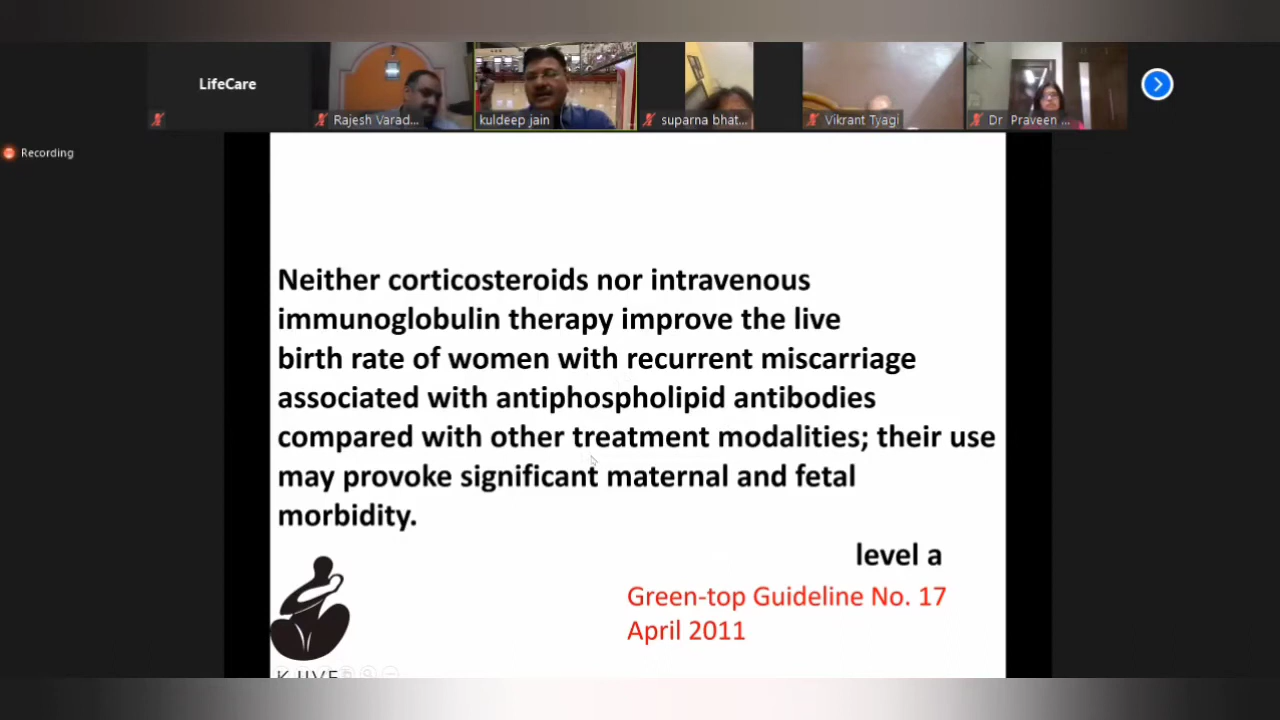 LifeCare
Rajesh Varad...
kuldeep jain
suparna bhat...
Vikrant Tyagi
Dr Praveen ...
Recording
Neither corticosteroids nor intravenous
immunoglobulin therapy improve the live
birth rate of women with recurrent miscarriage
associated with antiphospholipid antibodies
compared with other treatment modalities; their use
may provoke significant maternal and fetal
morbidity.
level a
Green-top Guideline No. 17
April 2011